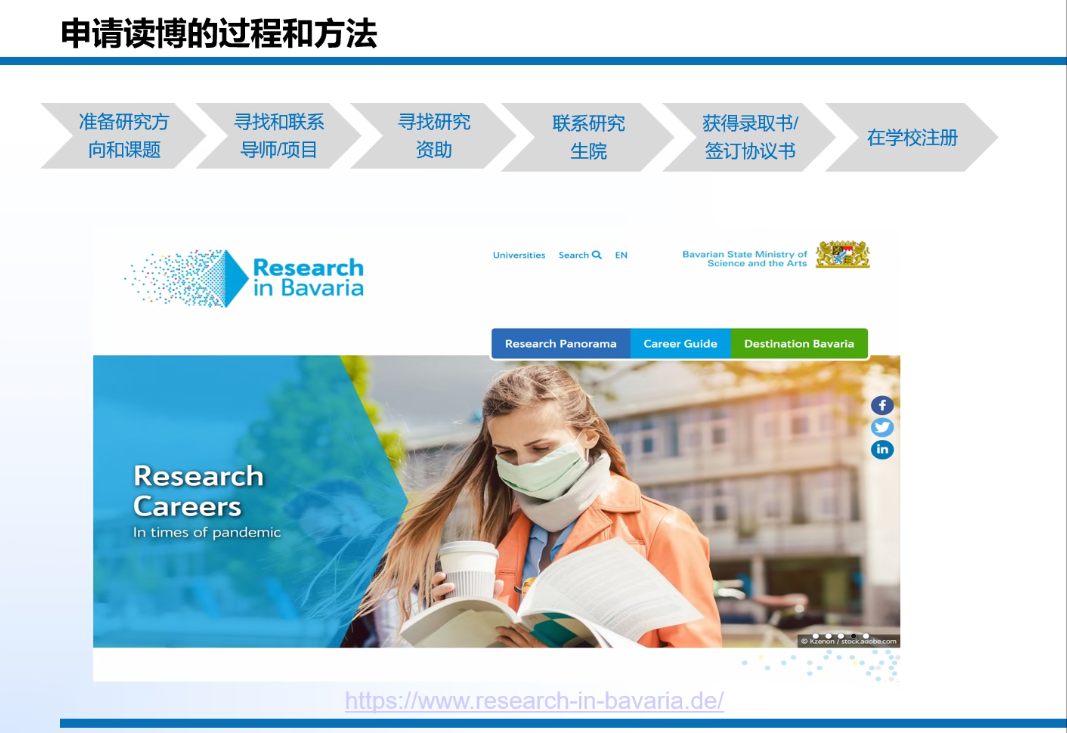 申请读博的过程和方法
准备研究方
向和课题
寻找和联系
导师/项目
寻找研究
资助
联系研究
生院
获得录取书/
签订协议书
在学校注册
Research
in Bavaria
Universities Search EN
Bavarian State Ministry of
Science and the Arts
Research Panorama Career Guide Destination Bavaria
f
in
Research
Careers
In times of pandemic
© Kzenon / stock.adobe.com
https://www.research-in-bavaria.de/